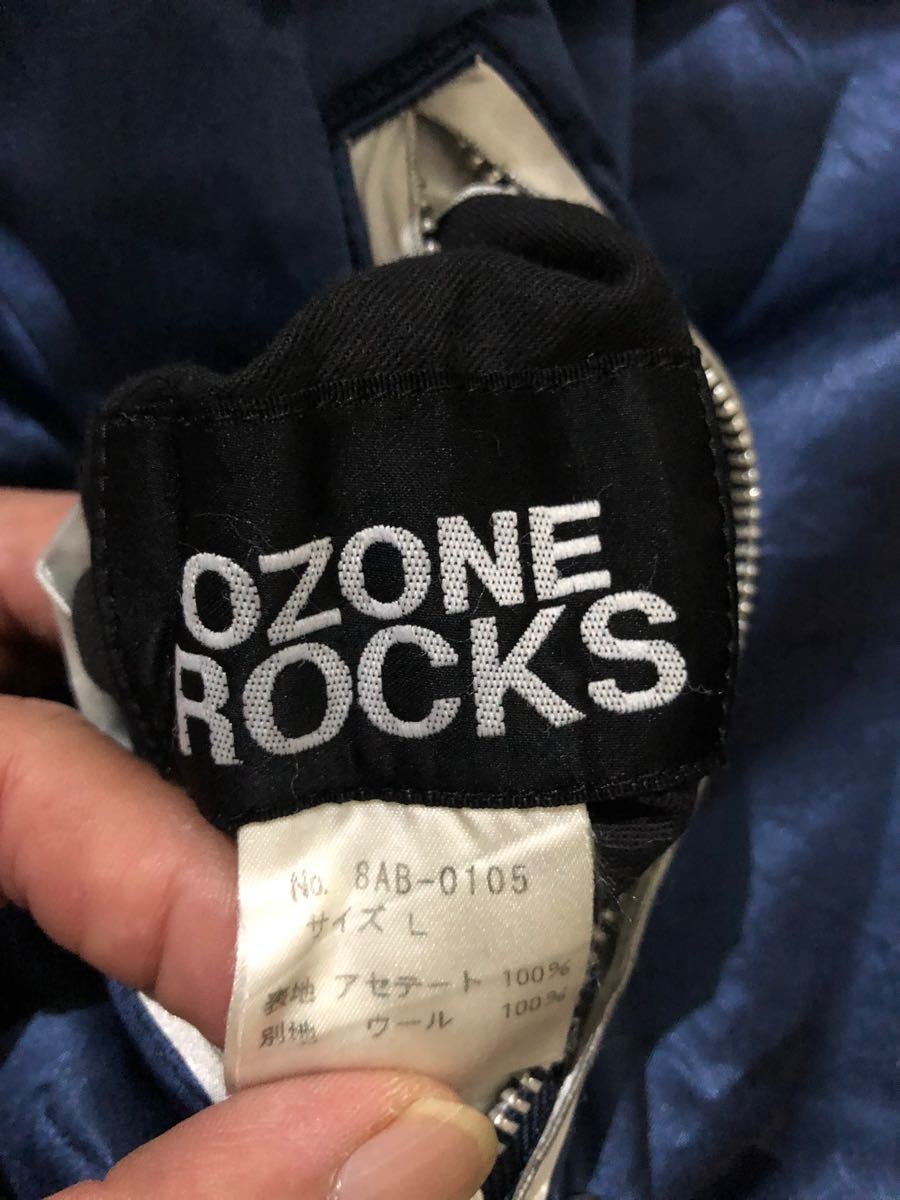 OZONE
ROCKS
No. 8AB-0105
サイズ L
表地 アセテート 100%
別地 ウール 100%